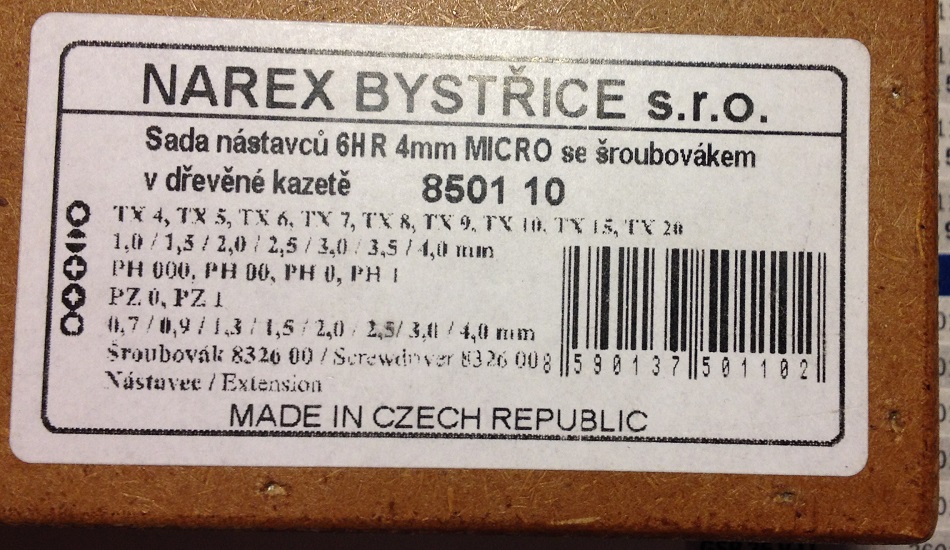 NAREX BYSTŘICE s.r.o.
Sada nástavců 6HR 4mm MICRO se šroubovákem
v dřevěné kazetě 8501 10
TX 4, TX 5, TX 6, TX 7, TX 8, TX 9, TX 10, TX 15, TX 20
1,0 / 1,5 / 2,0 / 2,5 / 3,0 / 3,5 / 4,0 mm
PH 000, PH 00, PH 0, PH 1
PZ 0, PZ 1
0,7 / 0,9 / 1,3 / 1,5 / 2,0 / 2,5/ 3,0 / 4,0 mm
Šroubovák 8326 00 / Screwdriver 8326 00
8 590137 501102
Nástavec / Extension
MADE IN CZECH REPUBLIC